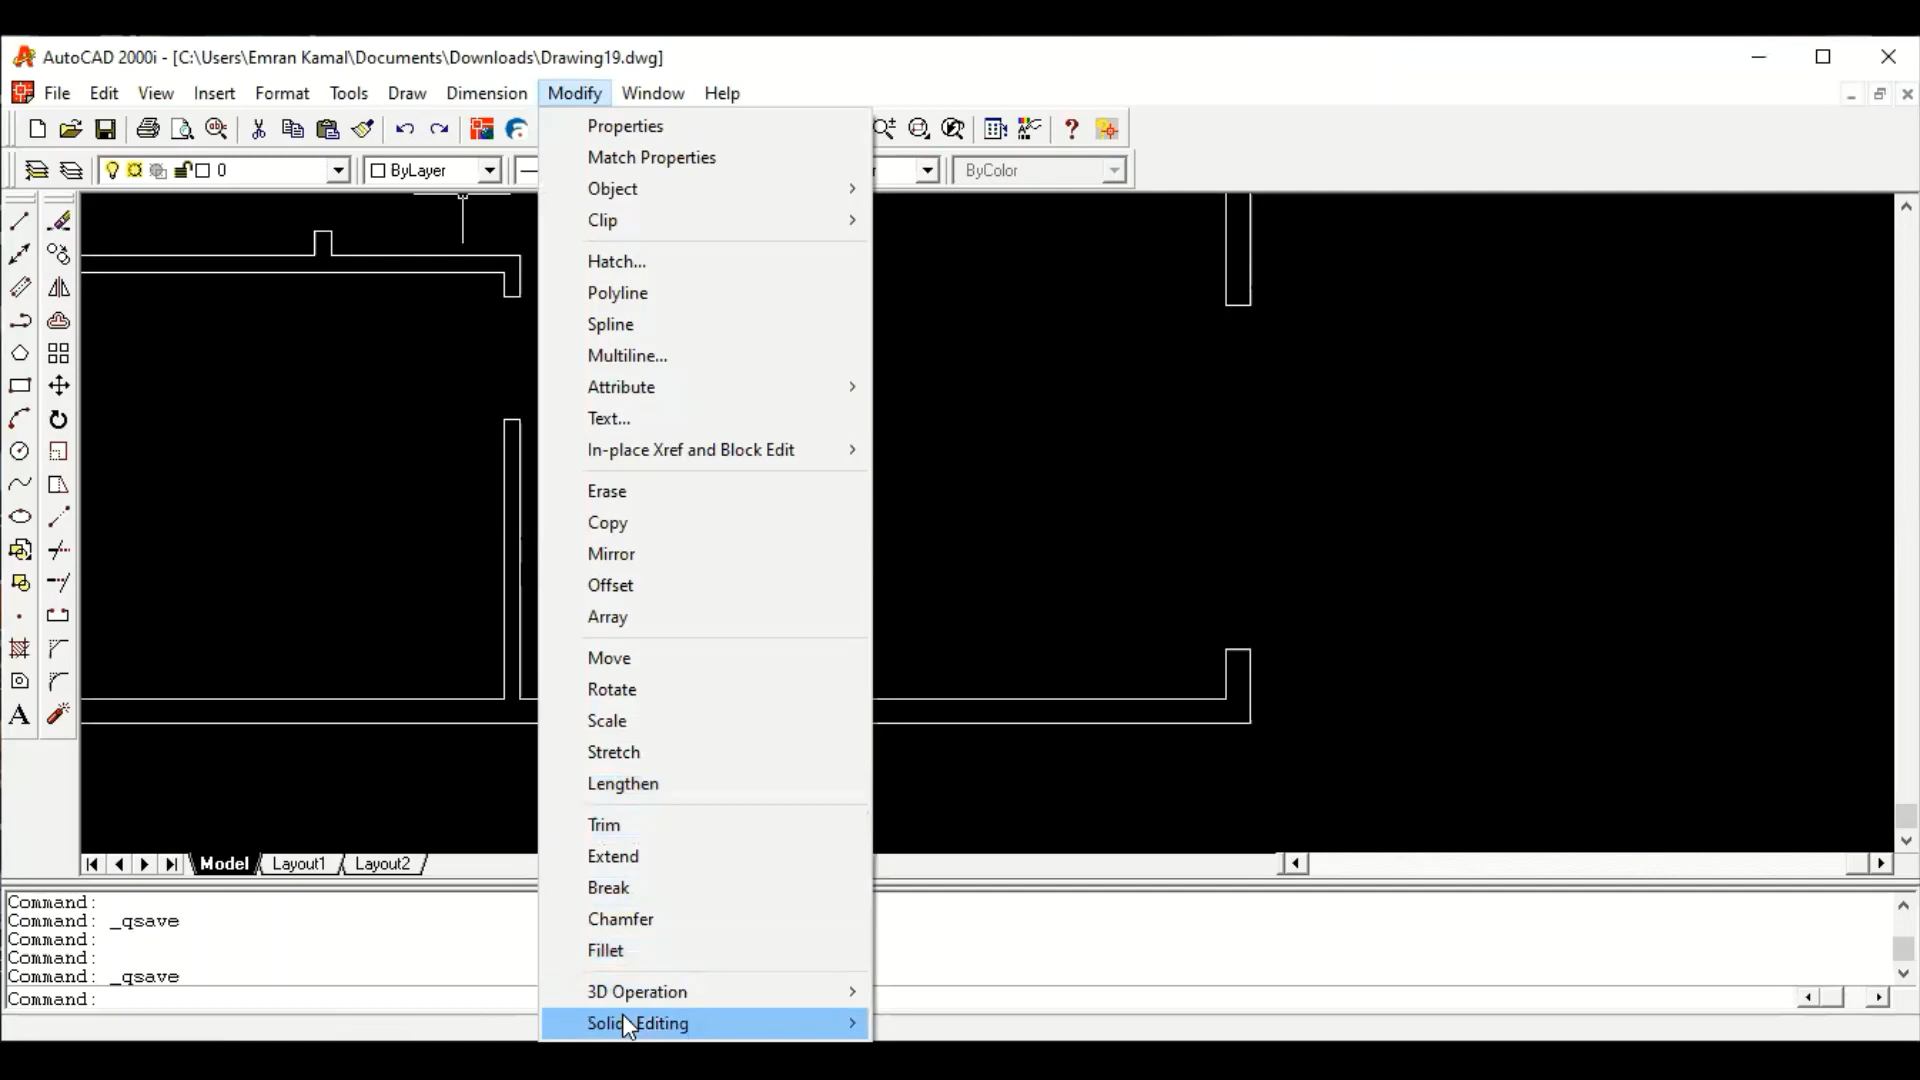 AutoCAD 2000i - [C:\Users\Emran Kamal\Documents\Downloads\Drawing19.dwg]
File Edit View Insert Format Tools Draw Dimension Modify Window Help
0 ByLayer ByColor
Properties
Match Properties
Object
Clip
Hatch...
Polyline
Spline
Multiline...
Attribute
Text...
In-place Xref and Block Edit
Erase
Copy
Mirror
Offset
Array
Move
Rotate
Scale
Stretch
Lengthen
Trim
Extend
Break
Chamfer
Fillet
3D Operation
Solids Editing
Model Layout1 Layout2
Command:
Command: _qsave
Command:
Command:
Command: _qsave
Command: